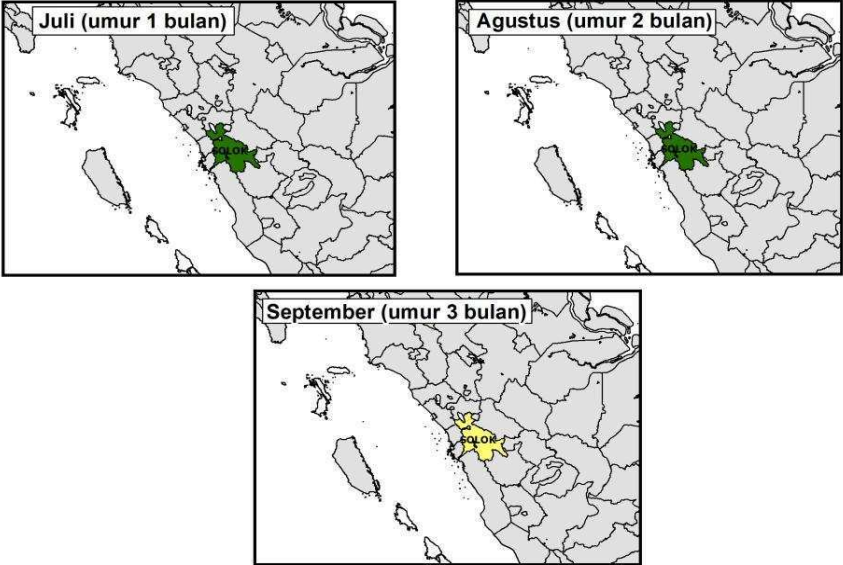 Juli (umur 1 bulan)
SOLOK
Agustus (umur 2 bulan)
SOLOK
September (umur 3 bulan)
SOLOK